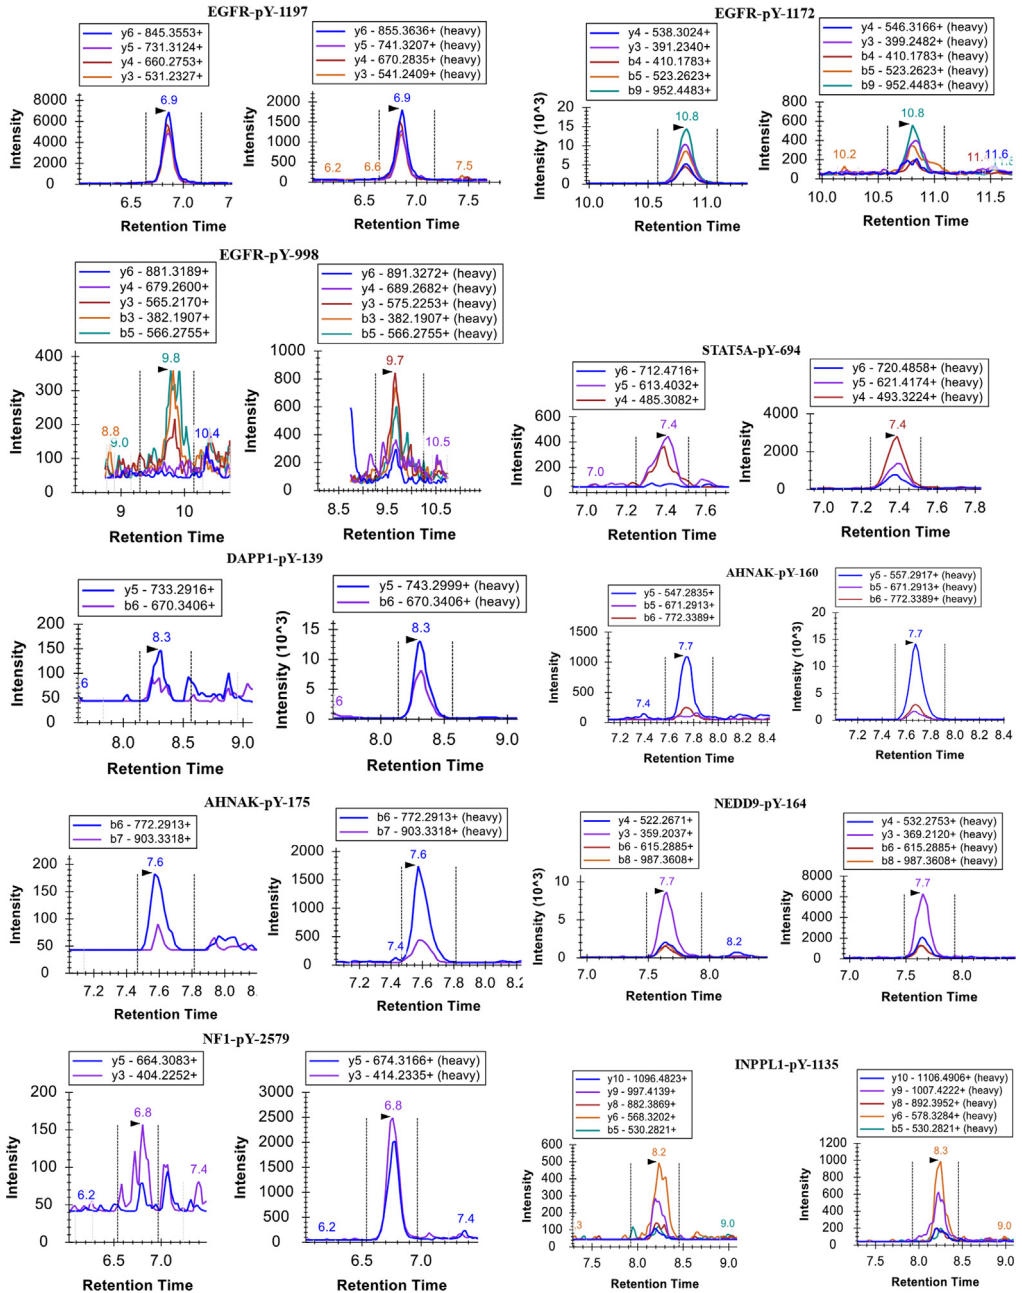 EGFR-pY-1197
y6 - 845.3553+
y5 - 731.3124+
y4 - 660.2753+
y3 - 531.2327+
Intensity
8000
6000
4000
2000
0
6.9
6.5 7.0 7
Retention Time
y6 - 855.3636+ (heavy)
y5 - 741.3207+ (heavy)
y4 - 670.2835+ (heavy)
y3 - 541.2409+ (heavy)
Intensity
2000
1500
1000
500
0
6.9
6.2 6.6 7.5
6.5 7.0 7.5
Retention Time
EGFR-pY-1172
y4 - 538.3024+
y3 - 391.2340+
b4 - 410.1783+
b5 - 523.2623+
b9 - 952.4483+
Intensity (10^3)
20
15
10
5
0
10.8
10.0 10.5 11.0
Retention Time
y4 - 546.3166+ (heavy)
y3 - 399.2482+ (heavy)
b4 - 410.1783+ (heavy)
b5 - 523.2623+ (heavy)
b9 - 952.4483+ (heavy)
Intensity
800
600
400
200
0
10.8
10.2 11. 11.6
10.0 10.5 11.0 11.5
Retention Time
EGFR-pY-998
y6 - 881.3189+
y4 - 679.2600+
y3 - 565.2170+
b3 - 382.1907+
b5 - 566.2755+
Intensity
400
300
200
100
0
9.8
8.8 9.0 10.4
9 10
Retention Time
y6 - 891.3272+ (heavy)
y4 - 689.2682+ (heavy)
y3 - 575.2253+ (heavy)
b3 - 382.1907+ (heavy)
b5 - 566.2755+ (heavy)
Intensity
1000
800
600
400
200
0
9.7
10.5
8.5 9.5 10.5
Retention Time
STAT5A-pY-694
y6 - 712.4716+
y5 - 613.4032+
y4 - 485.3082+
Intensity
600
400
200
0
7.4
7.0
7.0 7.2 7.4 7.6
Retention Time
y6 - 720.4858+ (heavy)
y5 - 621.4174+ (heavy)
y4 - 493.3224+ (heavy)
Intensity
4000
2000
0
7.4
7.0 7.2 7.4 7.6 7.8
Retention Time
DAPP1-pY-139
y5 - 733.2916+
b6 - 670.3406+
Intensity
200
150
100
50
0
8.3
6
8.0 8.5 9.0
Retention Time
y5 - 743.2999+ (heavy)
b6 - 670.3406+ (heavy)
Intensity (10^3)
15
10
5
0
8.3
6
8.0 8.5 9.0
Retention Time
AHNAK-pY-160
y5 - 547.2835+
b5 - 671.2913+
b6 - 772.3389+
Intensity
1500
1000
500
0
7.7
7.4
7.2 7.4 7.6 7.8 8.0 8.2 8.4
Retention Time
y5 - 557.2917+ (heavy)
b5 - 671.2913+ (heavy)
b6 - 772.3389+ (heavy)
Intensity (10^3)
20
15
10
5
0
7.7
7.2 7.4 7.6 7.8 8.0 8.2 8.4
Retention Time
AHNAK-pY-175
b6 - 772.2913+
b7 - 903.3318+
Intensity
200
150
100
50
0
7.6
7.2 7.4 7.6 7.8 8.0 8.
Retention Time
b6 - 772.2913+ (heavy)
b7 - 903.3318+ (heavy)
Intensity
2000
1500
1000
500
0
7.6
7.4
7.2 7.4 7.6 7.8 8.0 8.2
Retention Time
NEDD9-pY-164
y4 - 522.2671+
y3 - 359.2037+
b6 - 615.2885+
b8 - 987.3608+
Intensity (10^3)
10
5
0
7.7
8.2
7.0 7.5 8.0
Retention Time
y4 - 532.2753+ (heavy)
y3 - 369.2120+ (heavy)
b6 - 615.2885+ (heavy)
b8 - 987.3608+ (heavy)
Intensity
8000
6000
4000
2000
0
7.7
7.0 7.5 8.0
Retention Time
NF1-pY-2579
y5 - 664.3083+
y3 - 404.2252+
Intensity
200
150
100
50
0
6.8
6.2 7.4
6.5 7.0
Retention Time
y5 - 674.3166+ (heavy)
y3 - 414.2335+ (heavy)
Intensity
3000
2500
2000
1500
1000
500
0
6.8
6.2 7.4
6.5 7.0
Retention Time
INPPL1-pY-1135
y10 - 1096.4823+
y9 - 997.4139+
y8 - 882.3869+
y6 - 568.3202+
b5 - 530.2821+
Intensity
600
500
400
300
200
100
0
8.2
.3 9.0
7.5 8.0 8.5 9.0
Retention Time
y10 - 1106.4906+ (heavy)
y9 - 1007.4222+ (heavy)
y8 - 892.3952+ (heavy)
y6 - 578.3284+ (heavy)
b5 - 530.2821+ (heavy)
Intensity
1200
1000
800
600
400
200
0
8.3
9.0
7.5 8.0 8.5 9.0
Retention Time